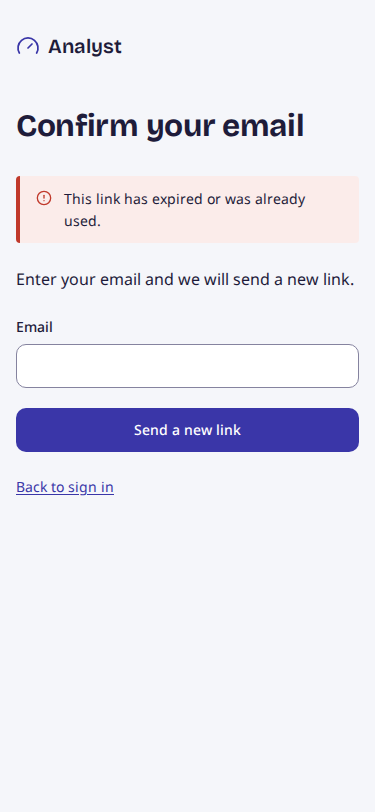 Analyst
Confirm your email
This link has expired or was already
used.
Enter your email and we will send a new link.
Email
Send a new link
Back to sign in